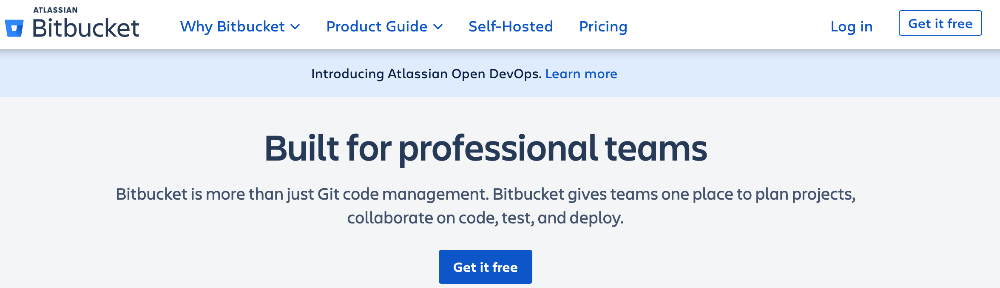 ATLASSIAN
Bitbucket
Why Bitbucket
Product Guide
Self-Hosted
Pricing
Log in
Get it free
Introducing Atlassian Open DevOps. Learn more
Built for professional teams
Bitbucket is more than just Git code management. Bitbucket gives teams one place to plan projects,
collaborate on code, test, and deploy.
Get it free